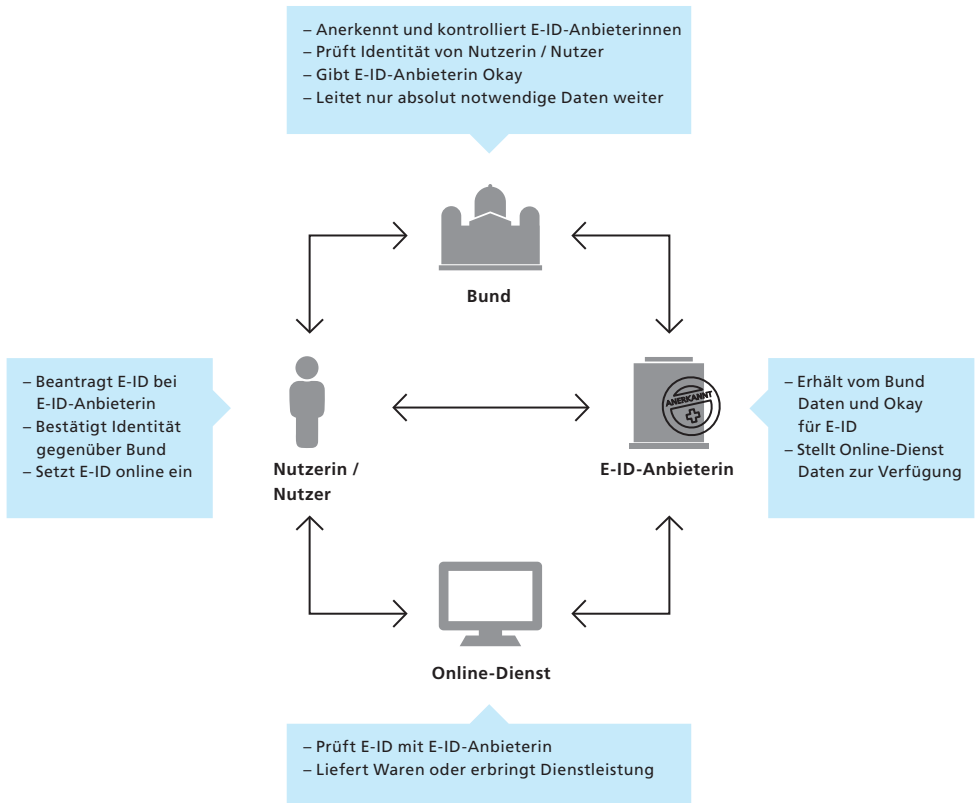 – Anerkennt und kontrolliert E-ID-Anbieterinnen
– Prüft Identität von Nutzerin / Nutzer
– Gibt E-ID-Anbieterin Okay
– Leitet nur absolut notwendige Daten weiter
Bund
– Beantragt E-ID bei
E-ID-Anbieterin
– Bestätigt Identität
gegenüber Bund
– Setzt E-ID online ein
Nutzerin /
Nutzer
ANERKANNT
E-ID-Anbieterin
– Erhält vom Bund
Daten und Okay
für E-ID
– Stellt Online-Dienst
Daten zur Verfügung
Online-Dienst
– Prüft E-ID mit E-ID-Anbieterin
– Liefert Waren oder erbringt Dienstleistung